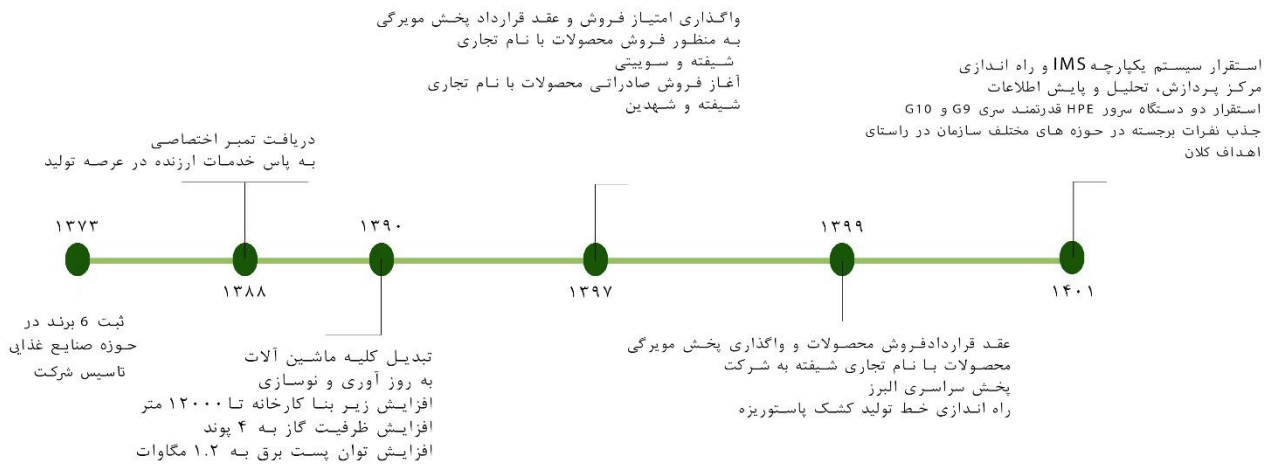 ۱۳۷۳
ثبت 6 برند در
حوزه صنایع غذایی
تاسیس شرکت
دریافت تمبر اختصاصی
به پاس خدمات ارزنده در عرصه تولید
۱۳۸۸
۱۳۹۰
تبدیل کلیه ماشین آلات
به روز آوری و نوسازی
افزایش زیر بنا کارخانه تا ۱۲۰۰۰ متر
افزایش ظرفیت گاز به ۴ پوند
افزایش توان پست برق به ۱.۲ مگاوات
واگذاری امتیاز فروش و عقد قرارداد پخش مویرگی
به منظور فروش محصولات با نام تجاری
شیفته و سوییتی
آغاز فروش صادراتی محصولات با نام تجاری
شیفته و شهدین
۱۳۹۷
۱۳۹۹
عقد قراردادفروش محصولات و واگذاری پخش مویرگی
محصولات با نام تجاری شیفته به شرکت
پخش سراسری البرز
راه اندازی خط تولید کشک پاستوریزه
استقرار سیستم یکپارچه IMS و راه اندازی
مرکز پردازش، تحلیل و پایش اطلاعات
استقرار دو دستگاه سرور HPE قدرتمند سری G9 و G10
جذب نفرات برجسته در حوزه های مختلف سازمان در راستای
اهداف کلان
۱۴۰۱